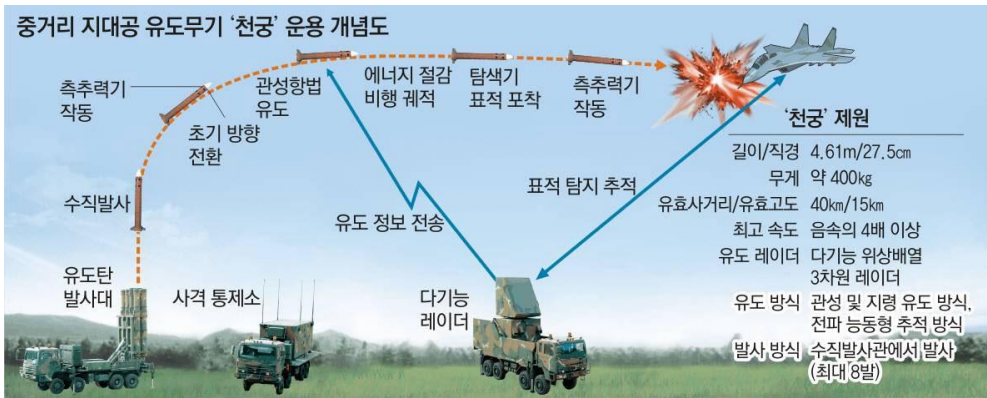 중거리 지대공 유도무기 ‘천궁’ 운용 개념도
측추력기
작동
초기 방향
전환
관성항법
유도
에너지 절감
비행 궤적
탐색기
표적 포착
측추력기
작동
수직발사
유도 정보 전송
표적 탐지 추적
유도탄
발사대
사격 통제소
다기능
레이더
‘천궁’ 제원
길이/직경 4.61m/27.5㎝
무게 약 400㎏
유효사거리/유효고도 40㎞/15㎞
최고 속도 음속의 4배 이상
유도 레이더 다기능 위상배열
3차원 레이더
유도 방식 관성 및 지령 유도 방식,
전파 능동형 추적 방식
발사 방식 수직발사관에서 발사
(최대 8발)